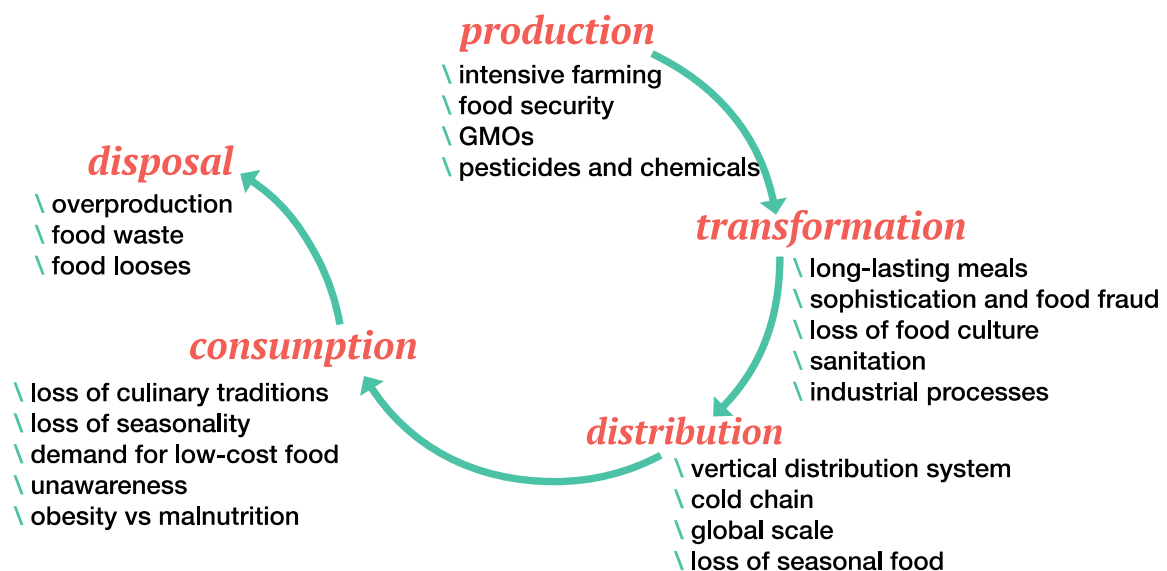 production
\ intensive farming
\ food security
\ GMOs
\ pesticides and chemicals
transformation
\ long-lasting meals
\ sophistication and food fraud
\ loss of food culture
\ sanitation
\ industrial processes
distribution
\ vertical distribution system
\ cold chain
\ global scale
\ loss of seasonal food
consumption
\ loss of culinary traditions
\ loss of seasonality
\ demand for low-cost food
\ unawareness
\ obesity vs malnutrition
disposal
\ overproduction
\ food waste
\ food looses